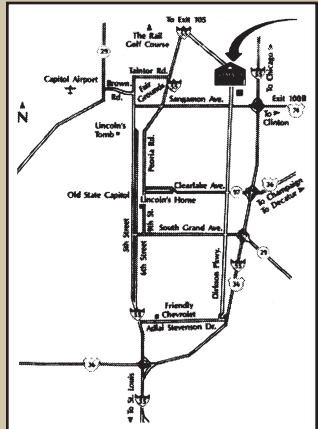 To Exit 105
The Rail
Golf Course
29
To Chicago
Taintor Rd.
Capitol Airport
Brown
Rd.
Fair
Grounds
Sangamon Ave.
Exit 100B
To
Clinton
N
Lincoln's
Tomb
Peoria Rd.
Clearlake Ave.
36
97
Old State Capitol
Lincoln's Home
9th St.
To Champaign
To Decatur
South Grand Ave.
5th Street
6th Street
Dirksen Pkwy.
29
36
Friendly
Chevrolet
Adlai Stevenson Dr.
36
To St. Louis